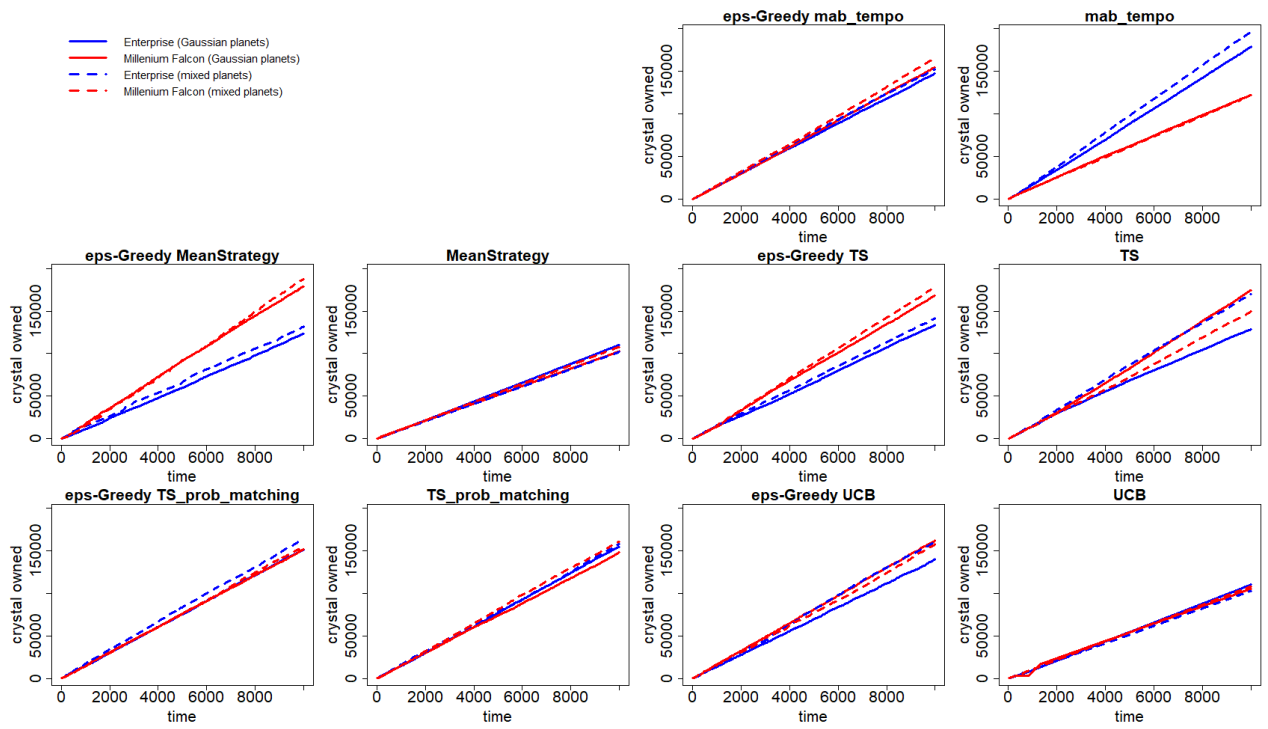 Enterprise (Gaussian planets)
Millenium Falcon (Gaussian planets)
Enterprise (mixed planets)
Millenium Falcon (mixed planets)
eps-Greedy mab_tempo
crystal owned
0 50000 150000
0 2000 4000 6000 8000
time
mab_tempo
crystal owned
0 50000 150000
0 2000 4000 6000 8000
time
eps-Greedy MeanStrategy
crystal owned
0 50000 150000
0 2000 4000 6000 8000
time
MeanStrategy
crystal owned
0 50000 150000
0 2000 4000 6000 8000
time
eps-Greedy TS
crystal owned
0 50000 150000
0 2000 4000 6000 8000
time
TS
crystal owned
0 50000 150000
0 2000 4000 6000 8000
time
eps-Greedy TS_prob_matching
crystal owned
0 50000 150000
0 2000 4000 6000 8000
time
TS_prob_matching
crystal owned
0 50000 150000
0 2000 4000 6000 8000
time
eps-Greedy UCB
crystal owned
0 50000 150000
0 2000 4000 6000 8000
time
UCB
crystal owned
0 50000 150000
0 2000 4000 6000 8000
time